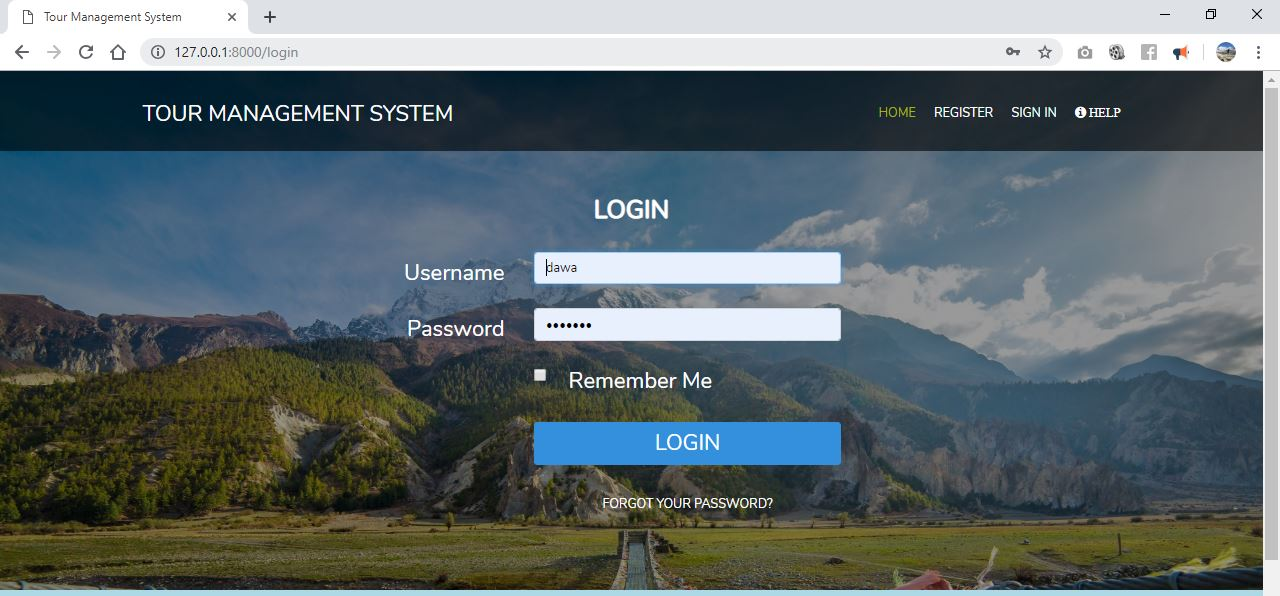 Tour Management System
127.0.0.1:8000/login
TOUR MANAGEMENT SYSTEM
HOME REGISTER SIGN IN HELP
LOGIN
Username dawa
Password •••••••
Remember Me
LOGIN
FORGOT YOUR PASSWORD?